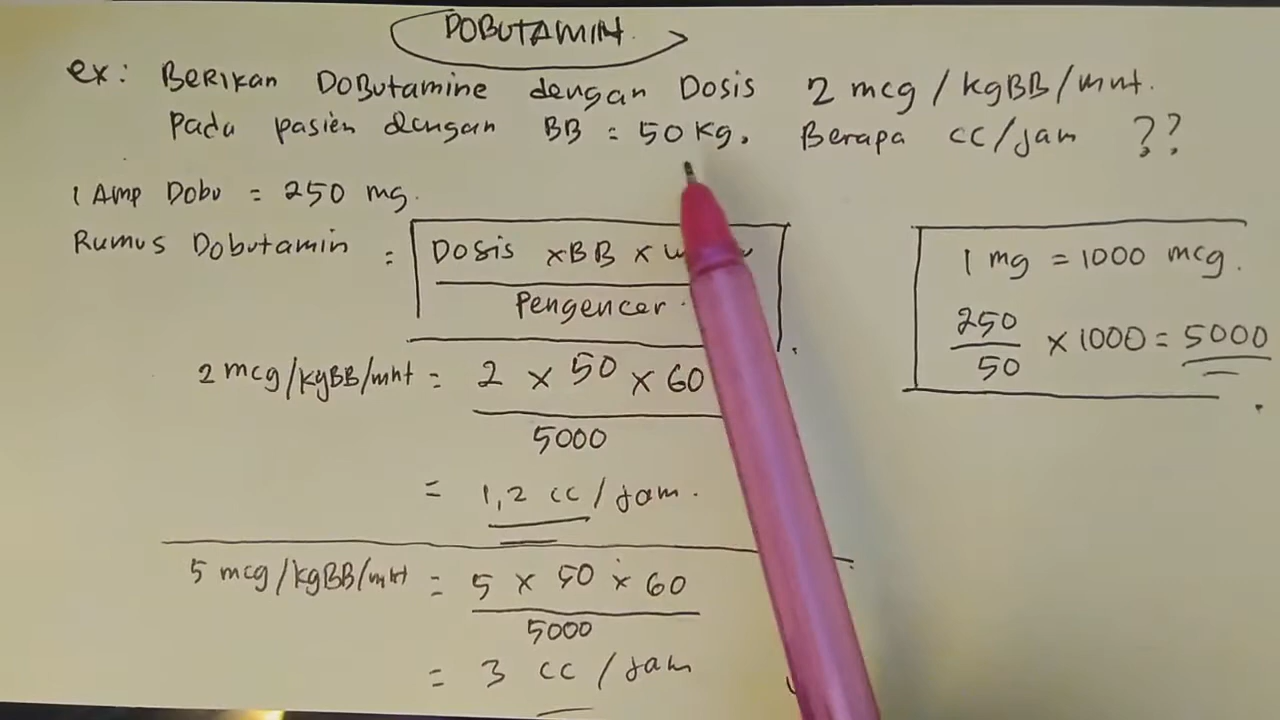 DOBUTAMIN
ex: BERIKAN DOBUTAMINE dengan Dosis 2 mcg/kgBB/mnt.
Pada pasien dengan BB = 50 Kg. Berapa cc/jam ??
1 Amp Dobu = 250 mg.
Rumus Dobutamin = Dosis x BB x
Pengencer
1 mg = 1000 mcg.
250
50
x 1000 = 5000
2 mcg/kgBB/mnt = 2 x 50 x 60
5000
= 1,2 cc/jam.
5 mcg/kgBB/mnt = 5 x 50 x 60
5000
= 3 cc/jam